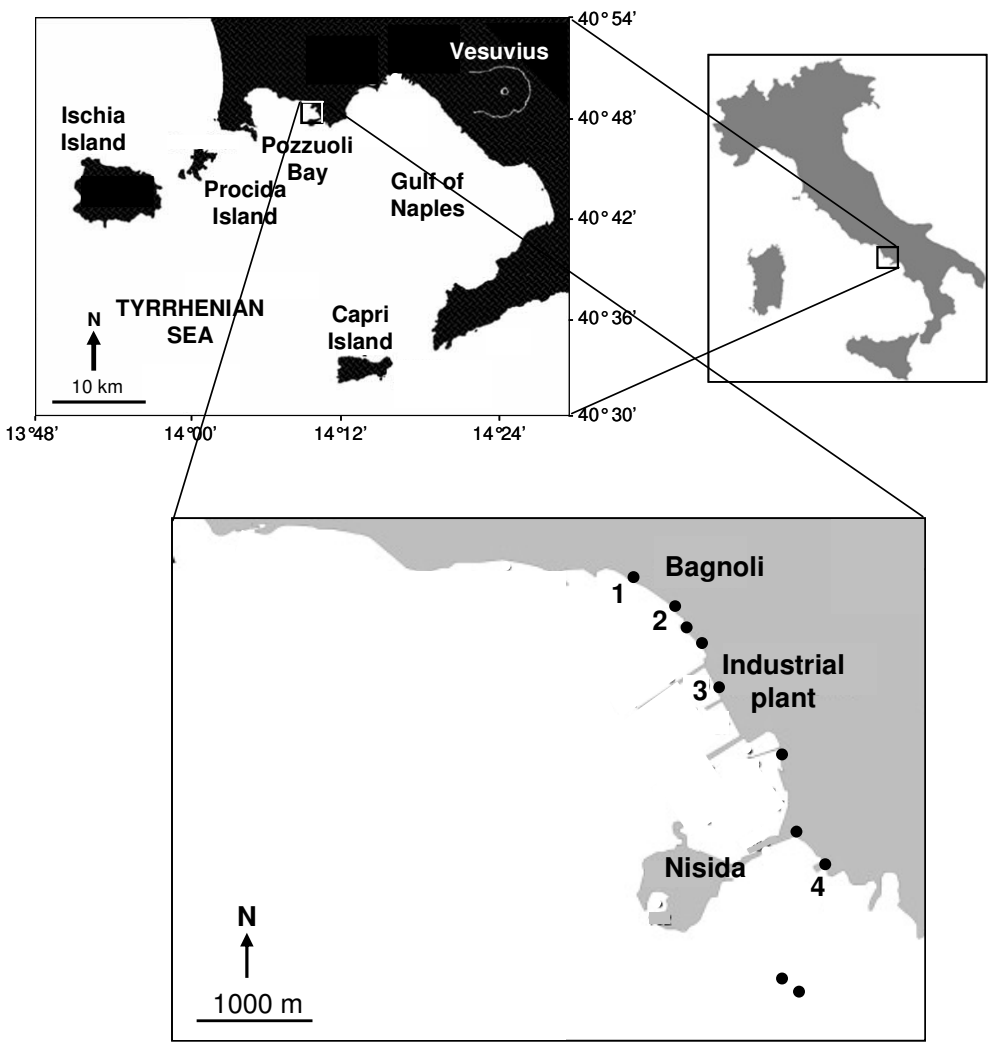 40°54'
Vesuvius
Ischia
Island
40°48'
Pozzuoli
Bay
Procida
Island
Gulf of
Naples
40°42'
TYRRHENIAN
SEA
N
10 km
Capri
Island
40°36'
40°30'
13°48'
14°00'
14°12'
14°24'
Bagnoli
1
2
Industrial
plant
3
Nisida
4
N
1000 m